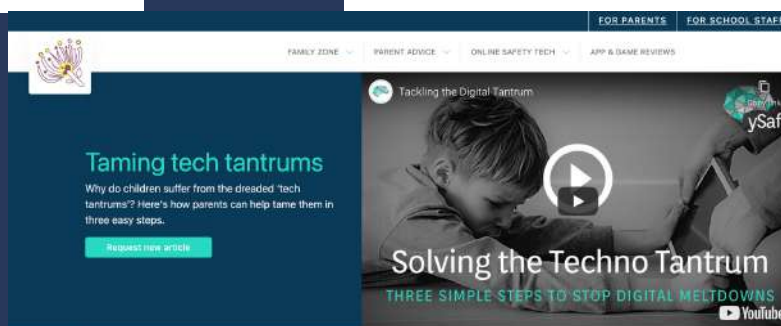 FOR PARENTS FOR SCHOOL STAFF
FAMILY ZONE PARENT ADVICE ONLINE SAFETY TECH APP & GAME REVIEWS
Tackling the Digital Tantrum
ySafe
Taming tech tantrums
Why do children suffer from the dreaded 'tech
tantrums'? Here's how parents can help tame them in
three easy steps.
Request new article
Solving the Techno Tantrum
THREE SIMPLE STEPS TO STOP DIGITAL MELTDOWNS
YouTube